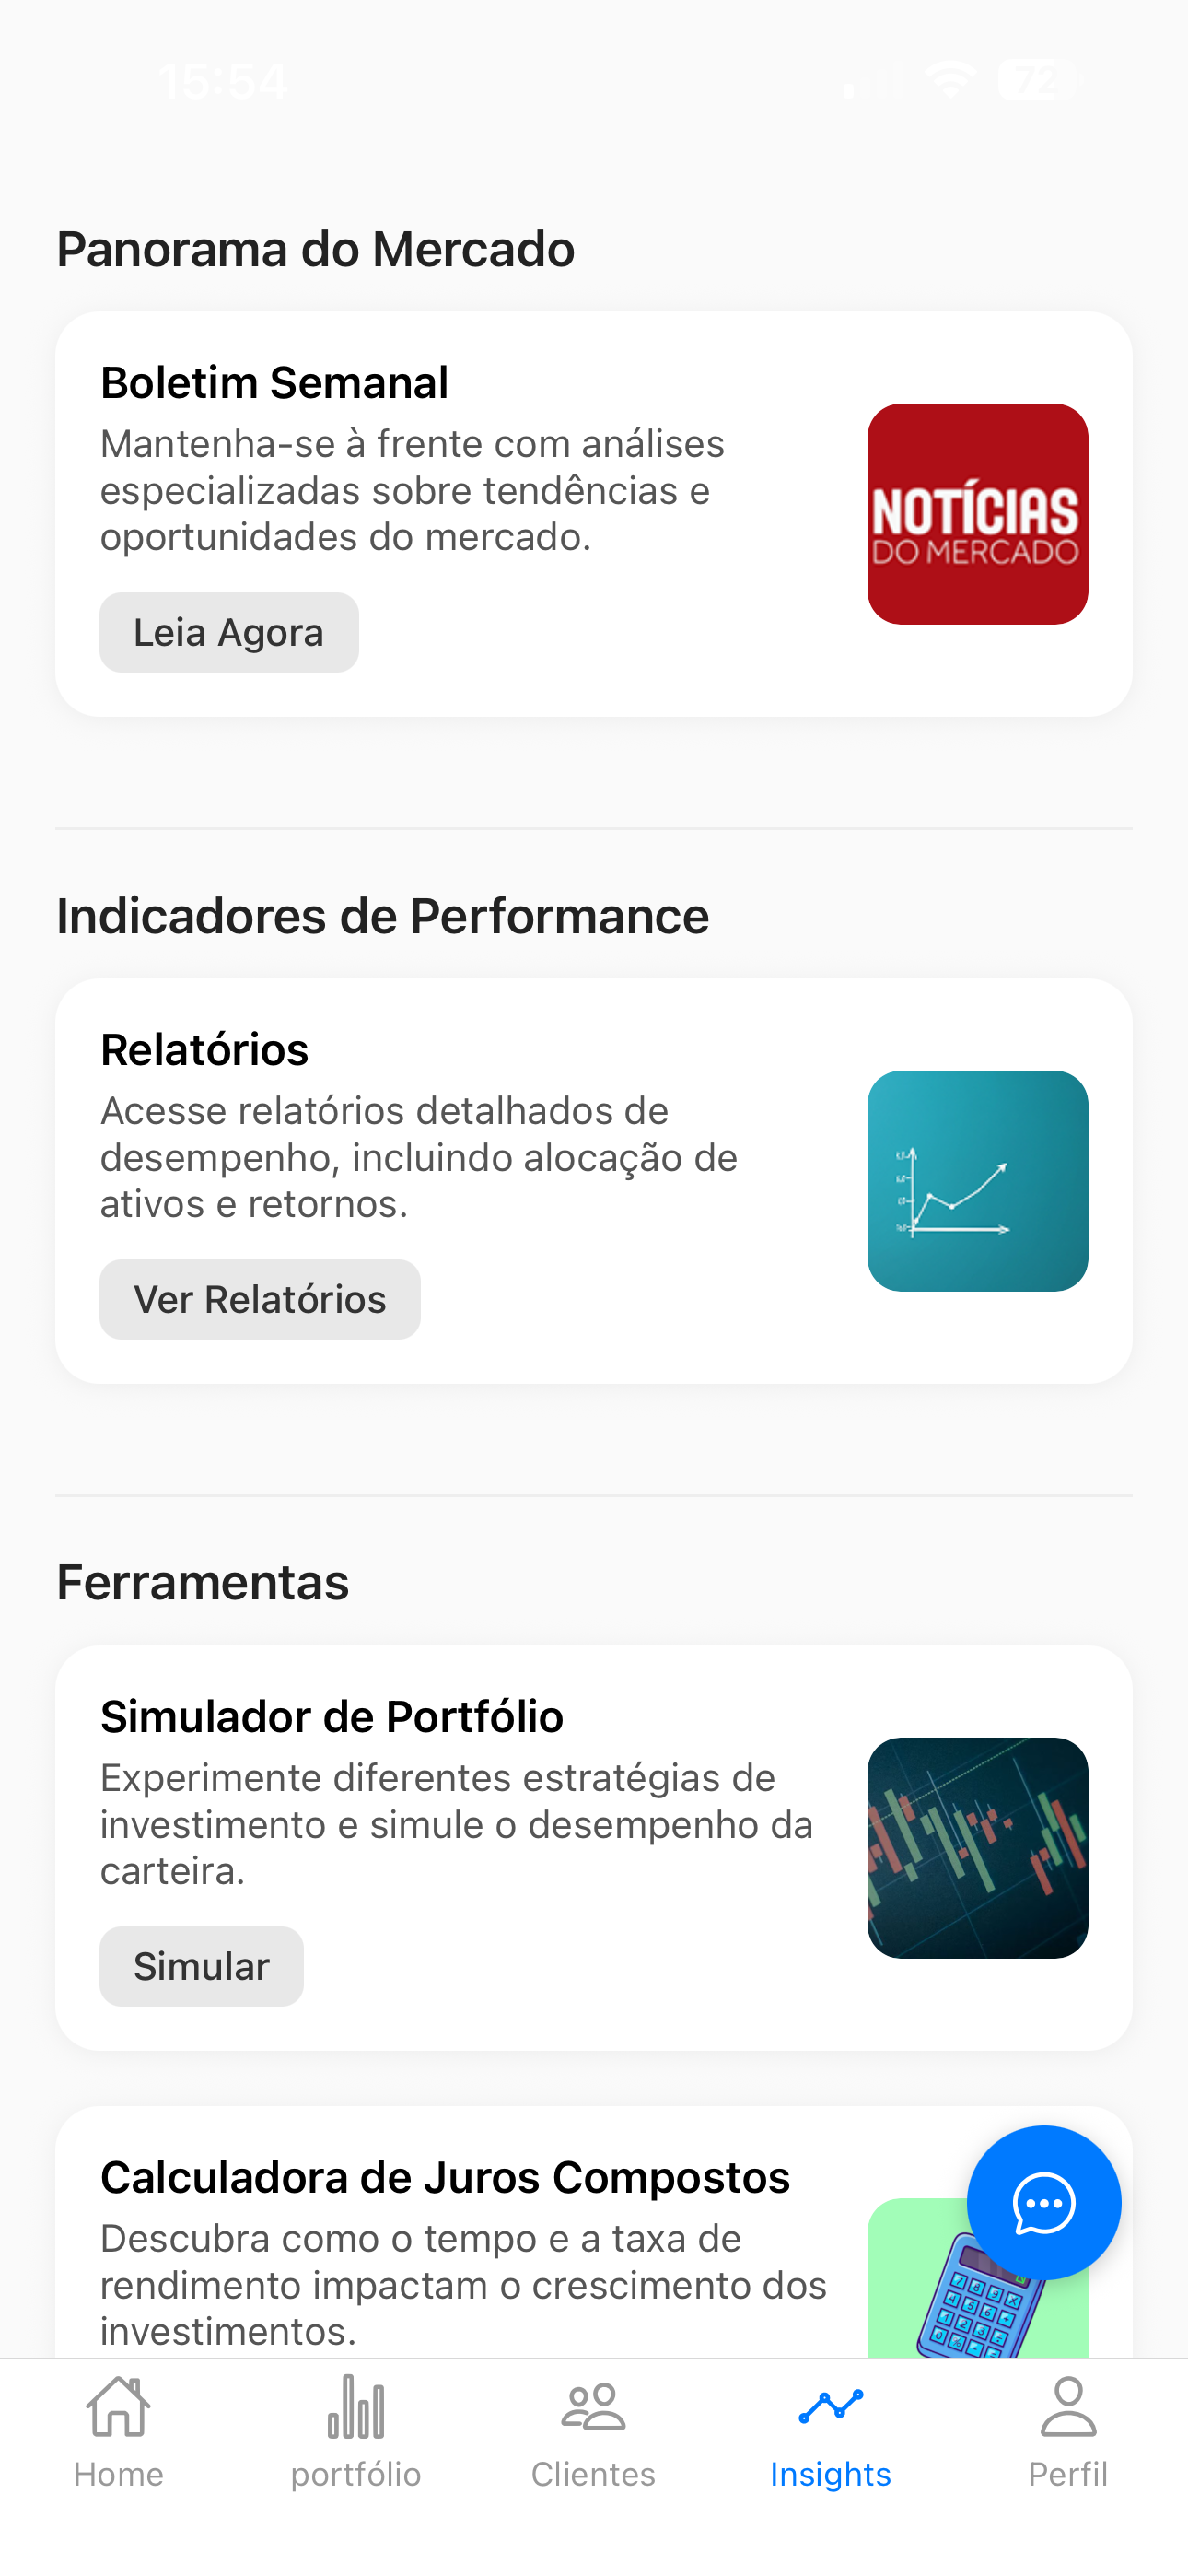 15:54
72
Panorama do Mercado
Boletim Semanal
Mantenha-se à frente com análises
especializadas sobre tendências e
oportunidades do mercado.
NOTÍCIAS
DO MERCADO
Leia Agora
Indicadores de Performance
Relatórios
Acesse relatórios detalhados de
desempenho, incluindo alocação de
ativos e retornos.
Ver Relatórios
Ferramentas
Simulador de Portfólio
Experimente diferentes estratégias de
investimento e simule o desempenho da
carteira.
Simular
Calculadora de Juros Compostos
Descubra como o tempo e a taxa de
rendimento impactam o crescimento dos
investimentos.
Home
portfólio
Clientes
Insights
Perfil